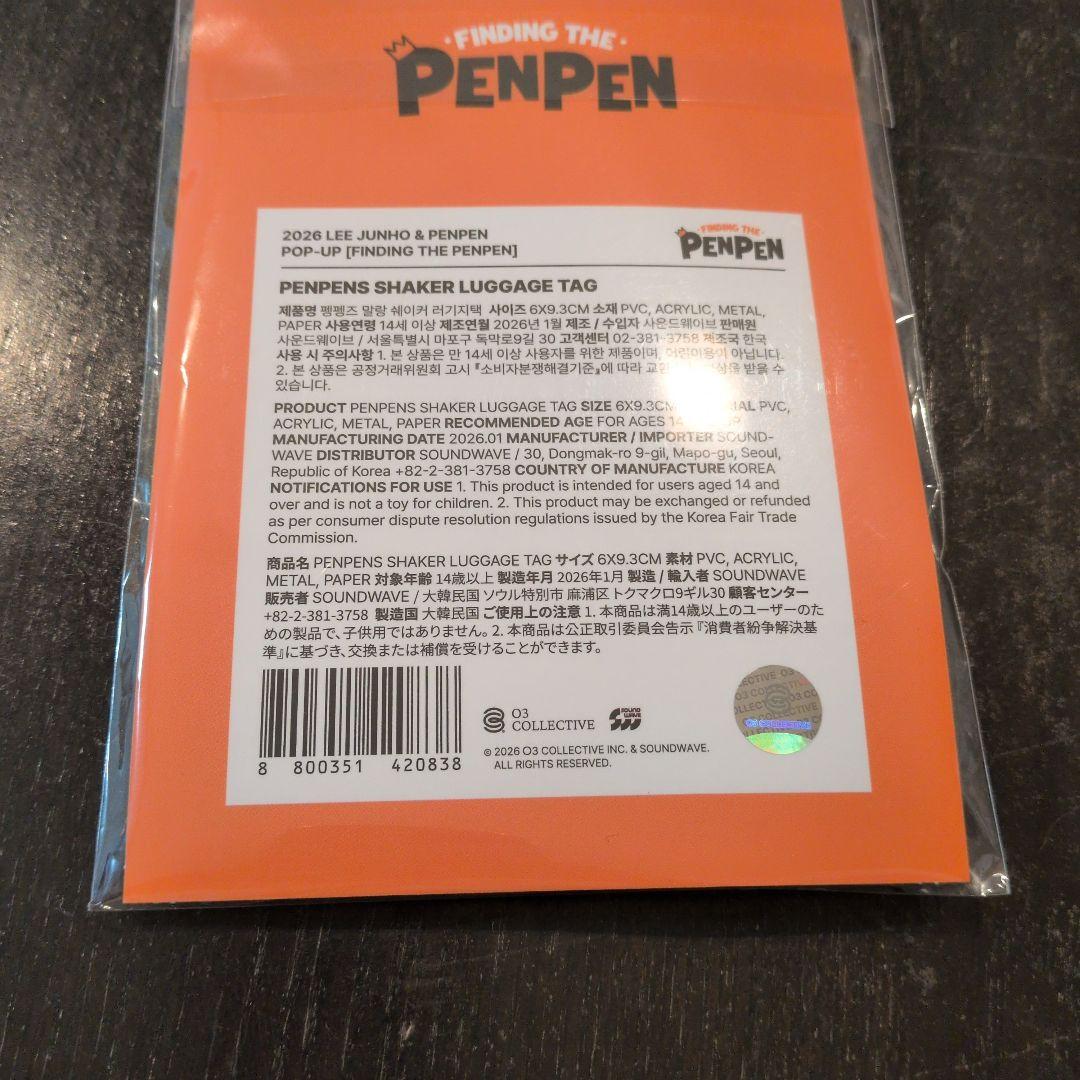 FINDING THE
PENPEN
2026 LEE JUNHO & PENPEN
POP-UP [FINDING THE PENPEN]
FINDING THE
PENPEN
PENPENS SHAKER LUGGAGE TAG
제품명 펜펜즈 말랑 쉐이커 러기지택 사이즈 6X9.3CM 소재 PVC, ACRYLIC, METAL,
PAPER 사용연령 14세 이상 제조연월 2026년 1월 제조 / 수입자 사운드웨이브 판매원
사운드웨이브 / 서울특별시 마포구 독막로9길 30 고객센터 02-381-3758 제조국 한국
사용 시 주의사항 1. 본 상품은 만 14세 이상 사용자를 위한 제품이며, 어린이용이 아닙니다.
2. 본 상품은 공정거래위원회 고시 『소비자분쟁해결기준』에 따라 받을 수
있습니다.
PRODUCT PENPENS SHAKER LUGGAGE TAG SIZE 6X9.3CM PVC,
ACRYLIC, METAL, PAPER RECOMMENDED AGE FOR AGES
MANUFACTURING DATE 2026.01 MANUFACTURER / IMPORTER SOUND-
WAVE DISTRIBUTOR SOUNDWAVE / 30, Dongmak-ro 9-gil, Mapo-gu, Seoul,
Republic of Korea +82-2-381-3758 COUNTRY OF MANUFACTURE KOREA
NOTIFICATIONS FOR USE 1. This product is intended for users aged 14 and
over and is not a toy for children. 2. This product may be exchanged or refunded
as per consumer dispute resolution regulations issued by the Korea Fair Trade
Commission.
商品名 PENPENS SHAKER LUGGAGE TAG サイズ 6X9.3CM 素材 PVC, ACRYLIC,
METAL, PAPER 対象年齢 14歳以上 製造年月 2026年1月 製造 / 輸入者 SOUNDWAVE
販売者 SOUNDWAVE / 大韓民国 ソウル特別市 麻浦区 トクマクロ9ギル30 顧客センター
+82-2-381-3758 製造国 大韓民国 ご使用上の注意 1. 本商品は満14歳以上のユーザーのた
めの製品で、子供用ではありません。2. 本商品は公正取引委員会告示『消費者紛争解決基
準』に基づき、交換または補償を受けることができます。
8 800351 420838
O3
COLLECTIVE
SOUND
WAVE
© 2026 O3 COLLECTIVE INC. & SOUNDWAVE.
ALL RIGHTS RESERVED.
O3 COLLECTIVE